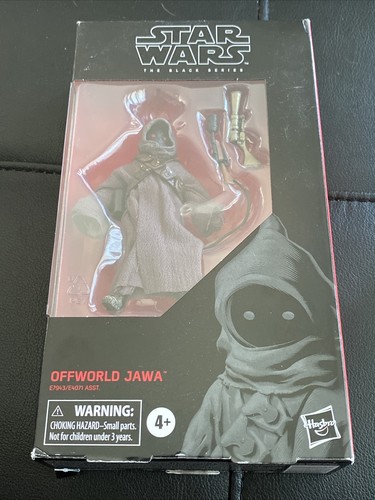 STAR
WARS
THE BLACK SERIES
OFFWORLD JAWA™
E7943/E4071 ASST.
WARNING:
CHOKING HAZARD–Small parts.
Not for children under 3 years.
4+
Hasbro